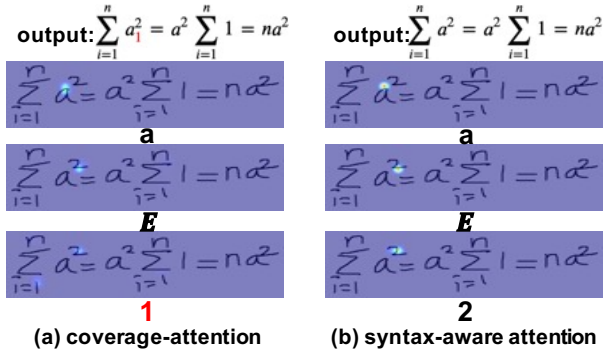 output: \sum_{i=1}^{n} a_1^2 = a^2 \sum_{i=1}^{n} 1 = na^2
\sum_{i=1}^{n} a^2 = a^2 \sum_{i=1}^{n} 1 = na^2
a
\sum_{i=1}^{n} a^2 = a^2 \sum_{i=1}^{n} 1 = na^2
E
\sum_{i=1}^{n} a^2 = a^2 \sum_{i=1}^{n} 1 = na^2
1
(a) coverage-attention
output: \sum_{i=1}^{n} a^2 = a^2 \sum_{i=1}^{n} 1 = na^2
\sum_{i=1}^{n} a^2 = a^2 \sum_{i=1}^{n} 1 = na^2
a
\sum_{i=1}^{n} a^2 = a^2 \sum_{i=1}^{n} 1 = na^2
E
\sum_{i=1}^{n} a^2 = a^2 \sum_{i=1}^{n} 1 = na^2
2
(b) syntax-aware attention